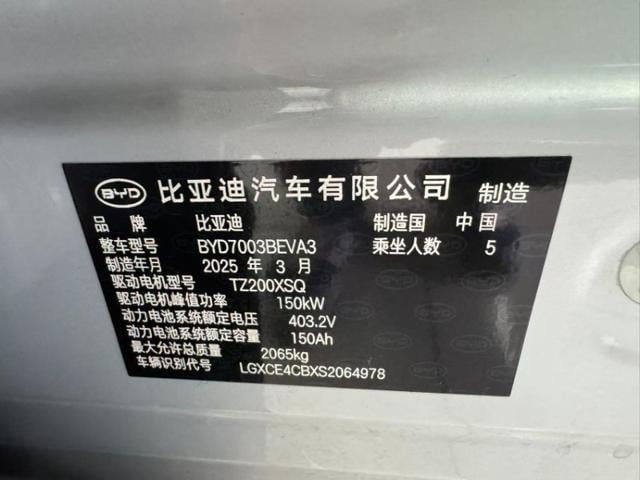 BYD 比亚迪汽车有限公司 制造
品牌 比亚迪 制造国 中国
整车型号 BYD7003BEVA3 乘坐人数 5
制造年月 2025 年 3 月
驱动电机型号 TZ200XSQ
驱动电机峰值功率 150kW
动力电池系统额定电压 403.2V
动力电池系统额定容量 150Ah
最大允许总质量 2065kg
车辆识别代号 LGXCE4CBXS2064978